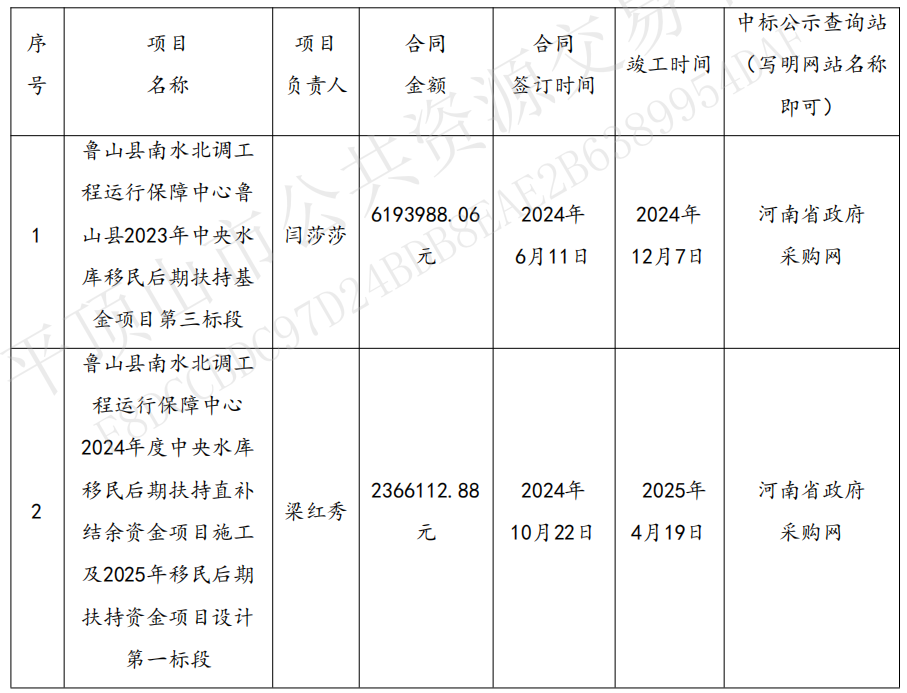 序号
项目名称
项目负责人
合同金额
合同签订时间
竣工时间
中标公示查询站
（写明网站名称
即可）
1
鲁山县南水北调工
程运行保障中心鲁
山县2023年中央水
库移民后期扶持基
金项目第三标段
闫莎莎
6193988.06
元
2024年
6月11日
2024年
12月7日
河南省政府
采购网
2
鲁山县南水北调工
程运行保障中心
2024年度中央水库
移民后期扶持直补
结余资金项目施工
及2025年移民后期
扶持资金项目设计
第一标段
梁红秀
2366112.88
元
2024年
10月22日
2025年
4月19日
河南省政府
采购网
平顶山市公共资源交易